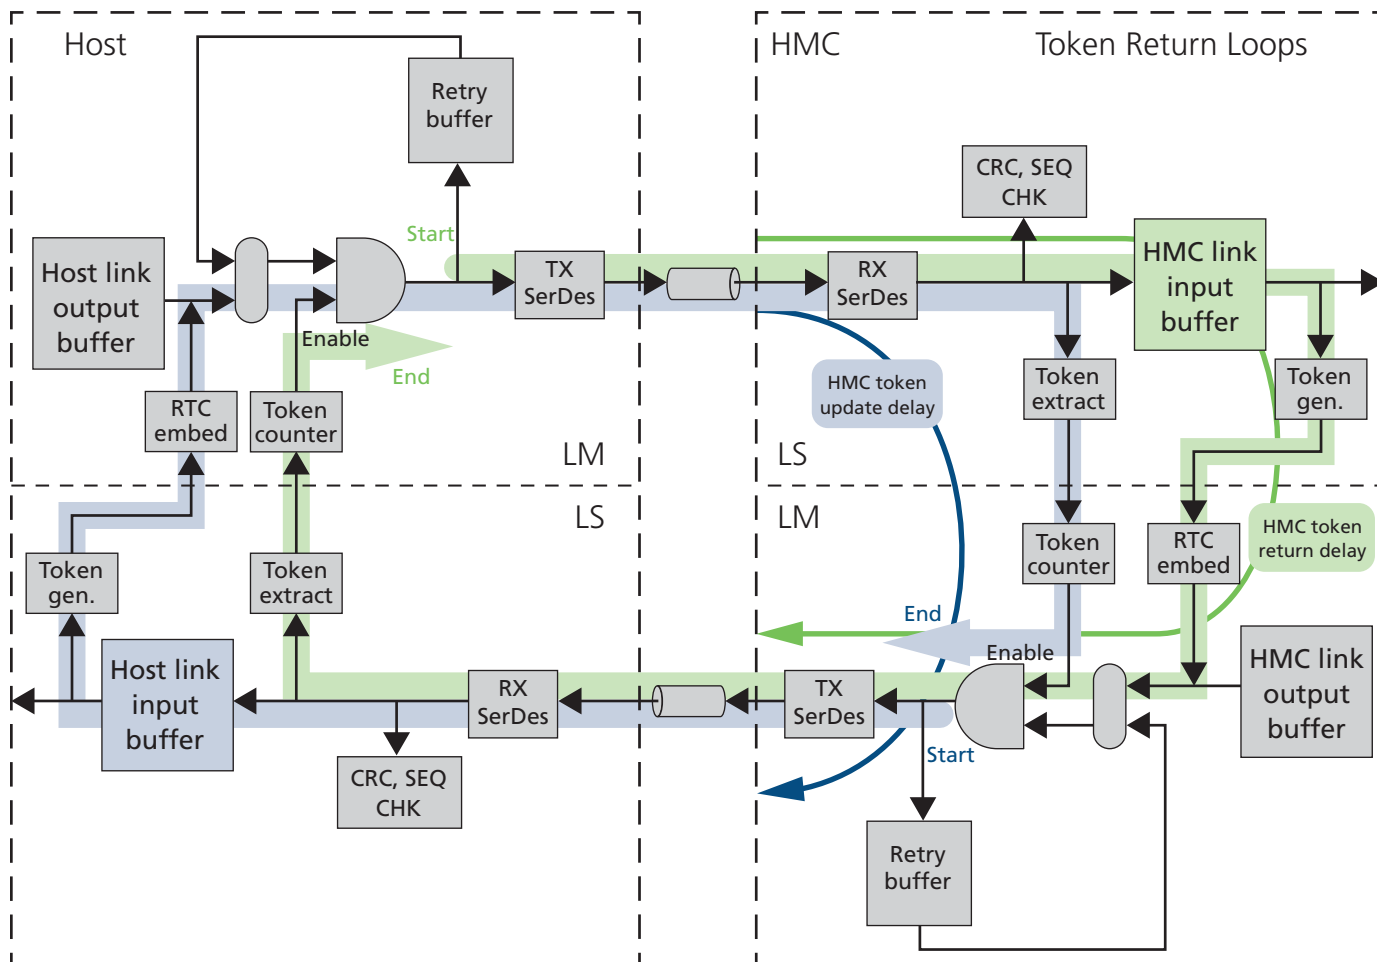 Host
HMC
Token Return Loops
Retry
buffer
CRC, SEQ
CHK
Start
Host link
output
buffer
TX
SerDes
RX
SerDes
HMC link
input
buffer
Enable
End
HMC token
update delay
Token
extract
Token
gen.
RTC
embed
Token
counter
LM
LS
LS
LM
Token
gen.
Token
extract
Token
counter
RTC
embed
HMC token
return delay
End
Enable
Host link
input
buffer
RX
SerDes
TX
SerDes
HMC link
output
buffer
Start
CRC, SEQ
CHK
Retry
buffer